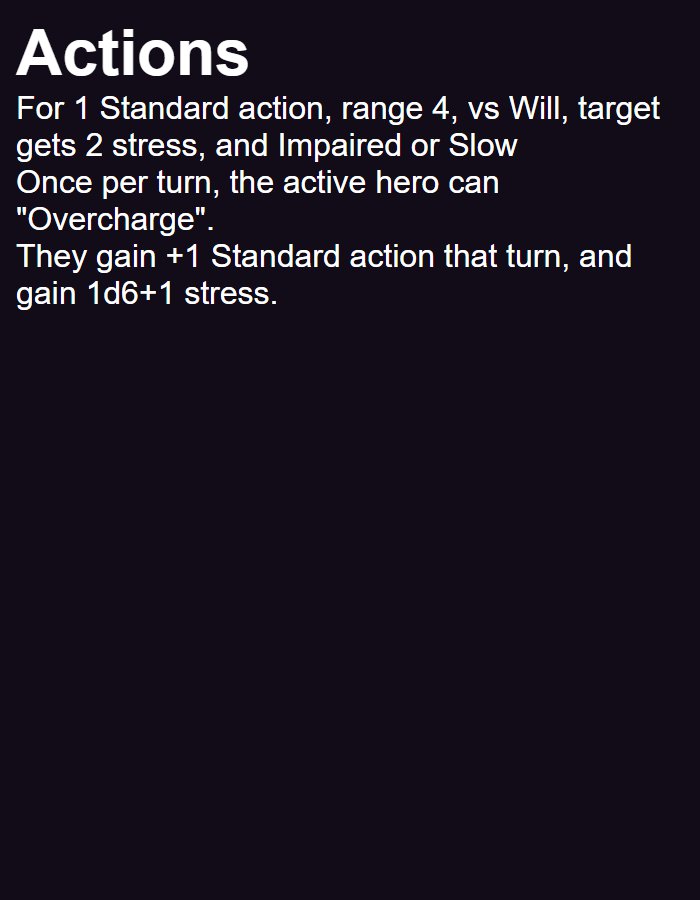 Actions
For 1 Standard action, range 4, vs Will, target
gets 2 stress, and Impaired or Slow
Once per turn, the active hero can
"Overcharge".
They gain +1 Standard action that turn, and
gain 1d6+1 stress.